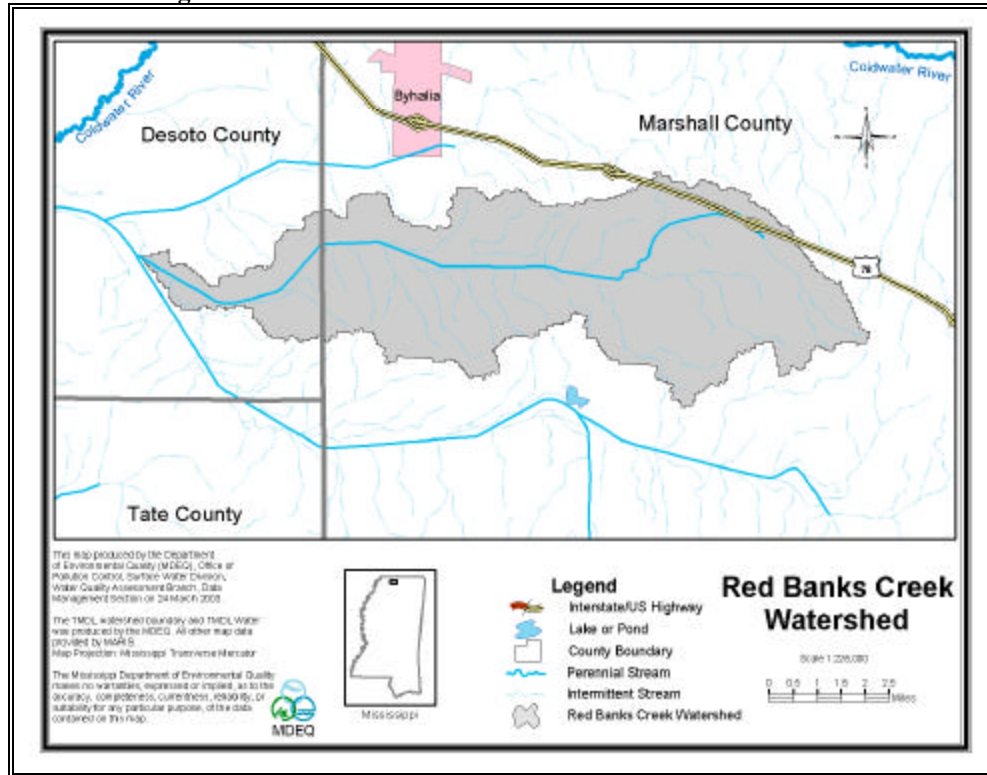 Coldwater River
Coldwater River
Byhalia
Desoto County
Marshall County
78
Tate County
This map produced by the Department
of Environmental Quality (MDEQ), Office of
Pollution Control, Surface Water Division,
Water Quality Assessment Branch, Data
Management Section on 24 March 2003.
The TMDL watershed boundary and TMDL Water
was produced by the MDEQ. All other map data
provided by MARIS.
Map Projection: Mississippi Transverse Mercator
The Mississippi Department of Environmental Quality
makes no warranties, expressed or implied, as to the
accuracy, completeness, currentness, reliability, or
suitability for any particular purpose, of the data
contained on this map.
MDEQ
Mississippi
Legend
Interstate/US Highway
Lake or Pond
County Boundary
Perennial Stream
Intermittent Stream
Red Banks Creek Watershed
Red Banks Creek
Watershed
0 0.5 1 1.5 2 2.5
Miles